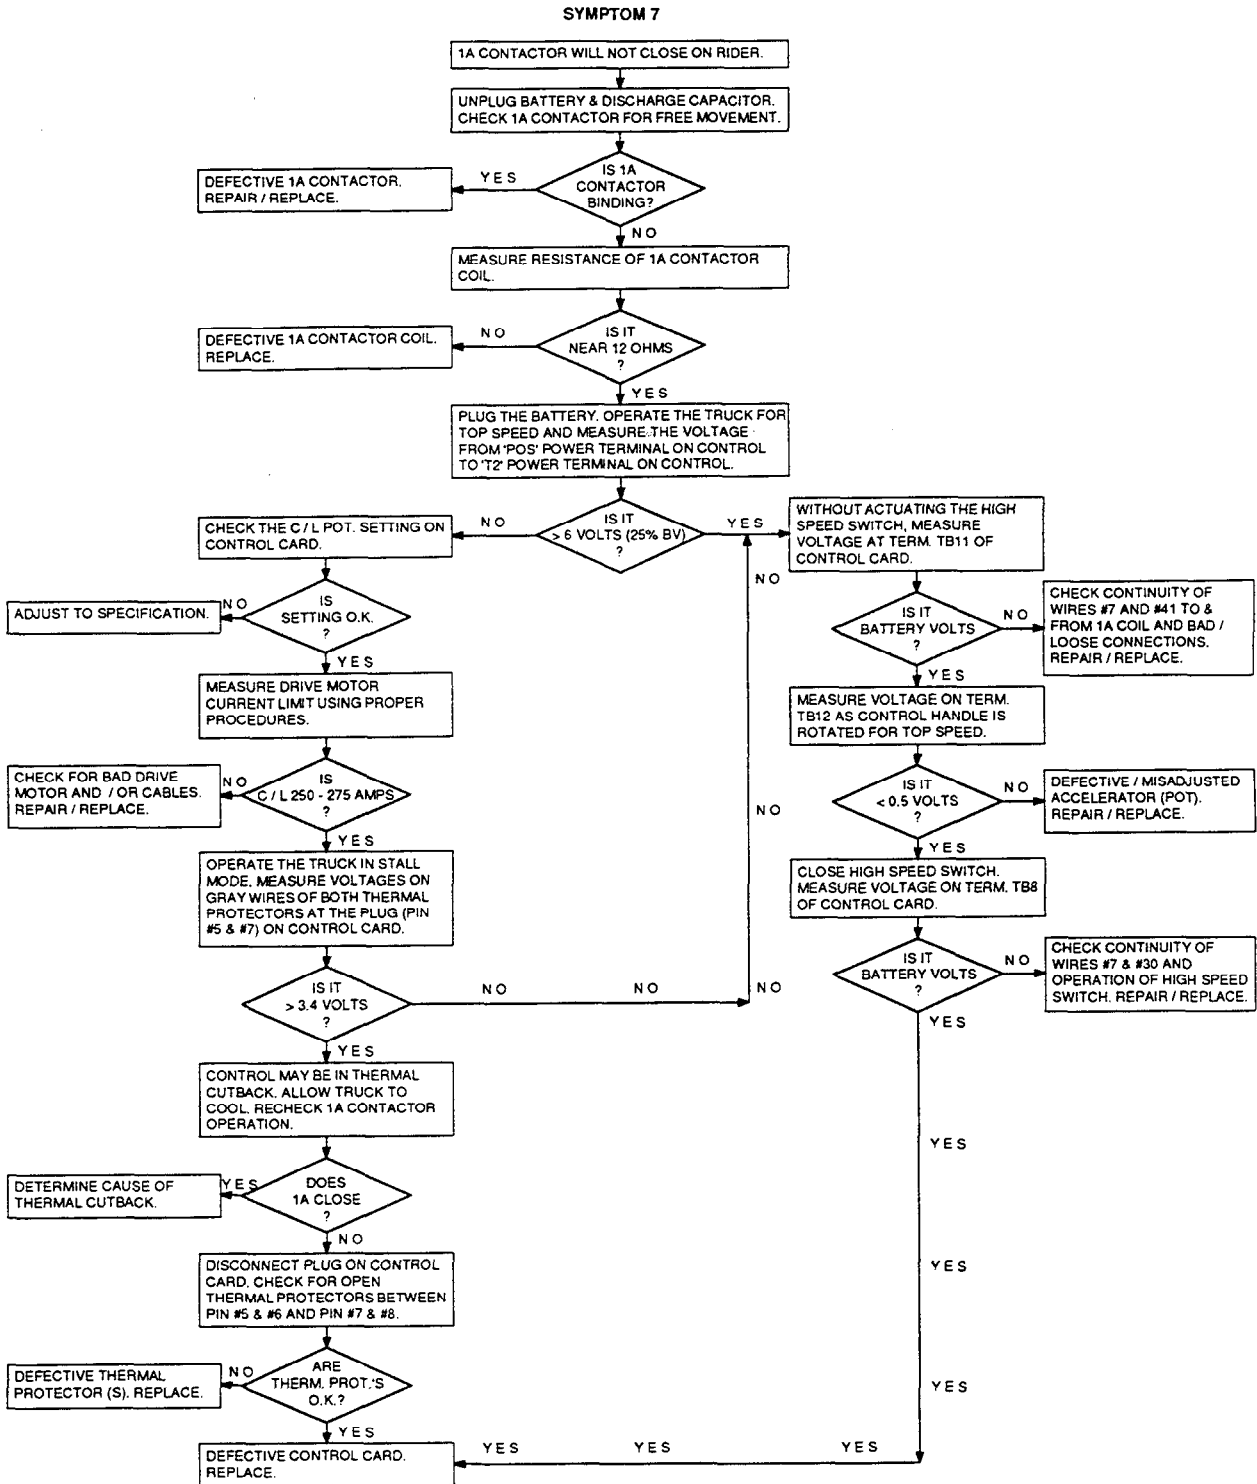 SYMPTOM 7
1A CONTACTOR WILL NOT CLOSE ON RIDER.
UNPLUG BATTERY & DISCHARGE CAPACITOR.
CHECK 1A CONTACTOR FOR FREE MOVEMENT.
IS 1A
CONTACTOR
BINDING?
YES
DEFECTIVE 1A CONTACTOR.
REPAIR / REPLACE.
NO
MEASURE RESISTANCE OF 1A CONTACTOR
COIL.
IS IT
NEAR 12 OHMS
?
NO
DEFECTIVE 1A CONTACTOR COIL.
REPLACE.
YES
PLUG THE BATTERY. OPERATE THE TRUCK FOR
TOP SPEED AND MEASURE THE VOLTAGE
FROM 'POS' POWER TERMINAL ON CONTROL
TO 'T2' POWER TERMINAL ON CONTROL.
IS IT
> 6 VOLTS (25% BV)
?
NO
CHECK THE C / L POT. SETTING ON
CONTROL CARD.
IS
SETTING O.K.
?
NO
ADJUST TO SPECIFICATION.
YES
MEASURE DRIVE MOTOR
CURRENT LIMIT USING PROPER
PROCEDURES.
IS
C / L 250 - 275 AMPS
?
NO
CHECK FOR BAD DRIVE
MOTOR AND / OR CABLES.
REPAIR / REPLACE.
YES
OPERATE THE TRUCK IN STALL
MODE. MEASURE VOLTAGES ON
GRAY WIRES OF BOTH THERMAL
PROTECTORS AT THE PLUG (PIN
#5 & #7) ON CONTROL CARD.
IS IT
> 3.4 VOLTS
?
NO
NO
NO
NO
NO
YES
CONTROL MAY BE IN THERMAL
CUTBACK. ALLOW TRUCK TO
COOL. RECHECK 1A CONTACTOR
OPERATION.
DOES
1A CLOSE
?
YES
DETERMINE CAUSE OF
THERMAL CUTBACK.
NO
DISCONNECT PLUG ON CONTROL
CARD. CHECK FOR OPEN
THERMAL PROTECTORS BETWEEN
PIN #5 & #6 AND PIN #7 & #8.
ARE
THERM. PROT.'S
O.K.?
NO
DEFECTIVE THERMAL
PROTECTOR (S). REPLACE.
YES
DEFECTIVE CONTROL CARD.
REPLACE.
YES
WITHOUT ACTUATING THE HIGH
SPEED SWITCH, MEASURE
VOLTAGE AT TERM. TB11 OF
CONTROL CARD.
IS IT
BATTERY VOLTS
?
NO
CHECK CONTINUITY OF
WIRES #7 AND #41 TO &
FROM 1A COIL AND BAD /
LOOSE CONNECTIONS.
REPAIR / REPLACE.
YES
MEASURE VOLTAGE ON TERM.
TB12 AS CONTROL HANDLE IS
ROTATED FOR TOP SPEED.
IS IT
< 0.5 VOLTS
?
NO
DEFECTIVE / MISADJUSTED
ACCELERATOR (POT).
REPAIR / REPLACE.
YES
CLOSE HIGH SPEED SWITCH.
MEASURE VOLTAGE ON TERM. TB8
OF CONTROL CARD.
IS IT
BATTERY VOLTS
?
NO
CHECK CONTINUITY OF
WIRES #7 & #30 AND
OPERATION OF HIGH SPEED
SWITCH. REPAIR / REPLACE.
YES
YES
YES
YES
YES
YES
YES